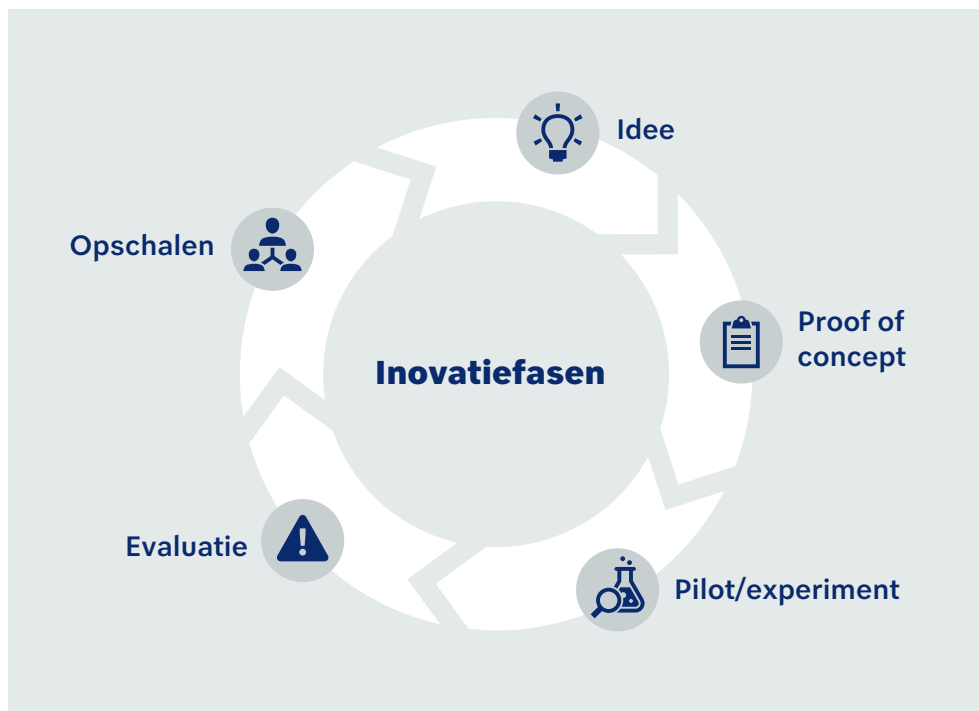 Idee
Opschalen
Proof of
concept
Inovatiefasen
Evaluatie
Pilot/experiment